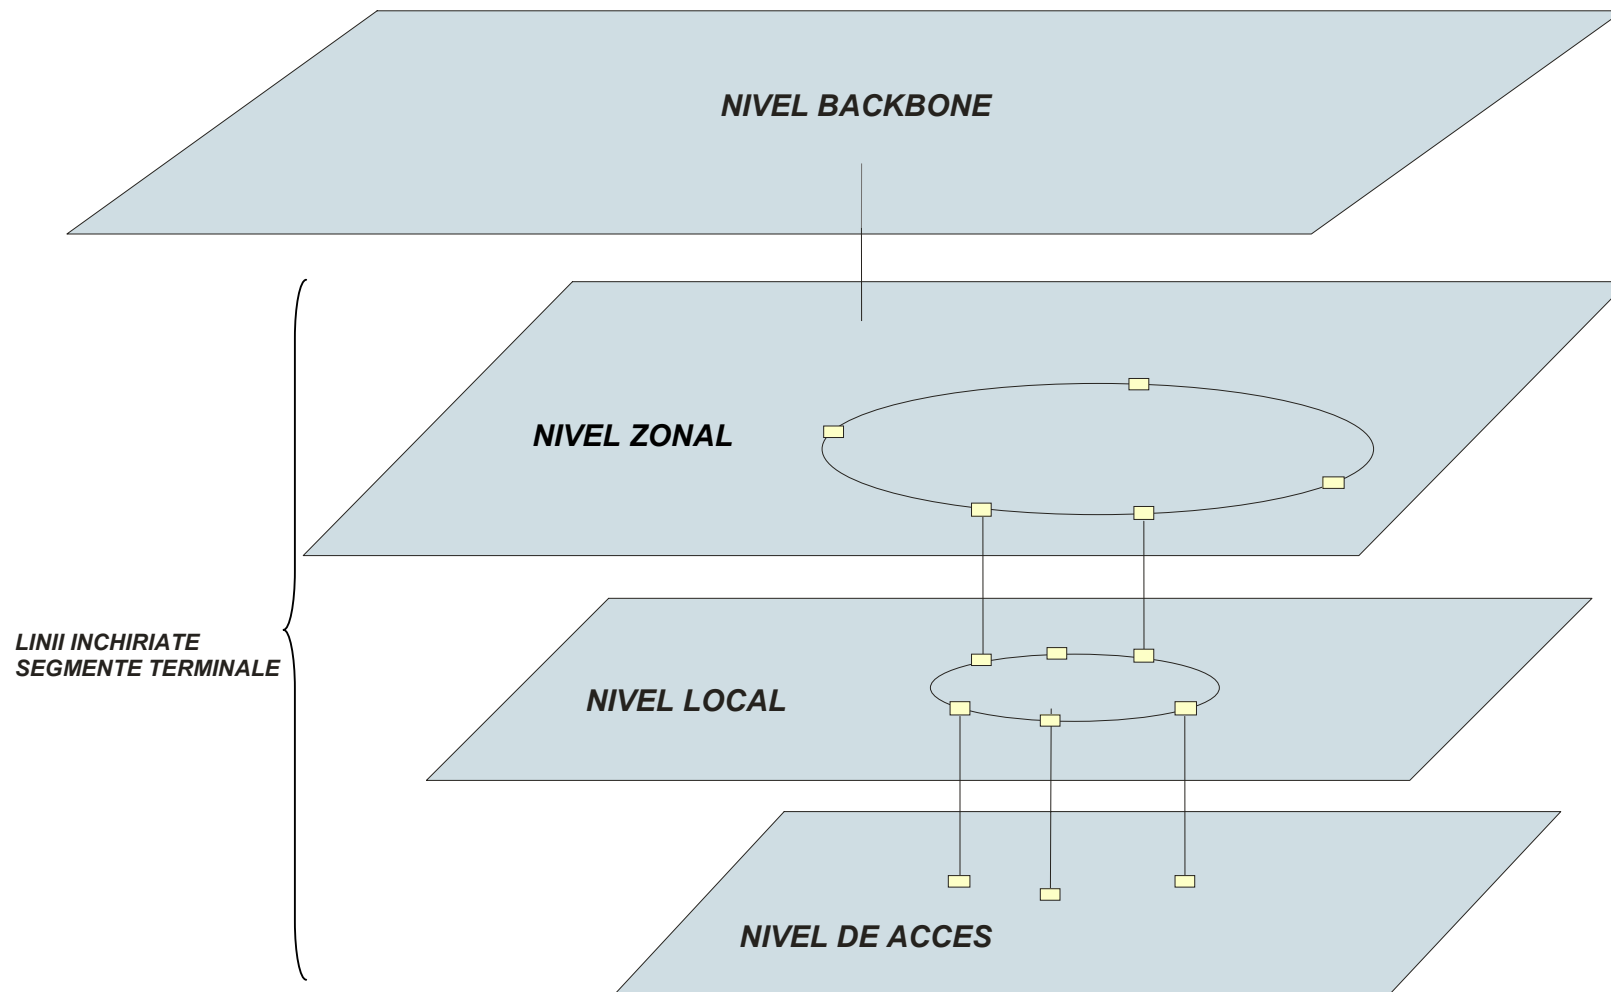 NIVEL BACKBONE
NIVEL ZONAL
LINII INCHIRIATE
SEGMENTE TERMINALE
NIVEL LOCAL
NIVEL DE ACCES